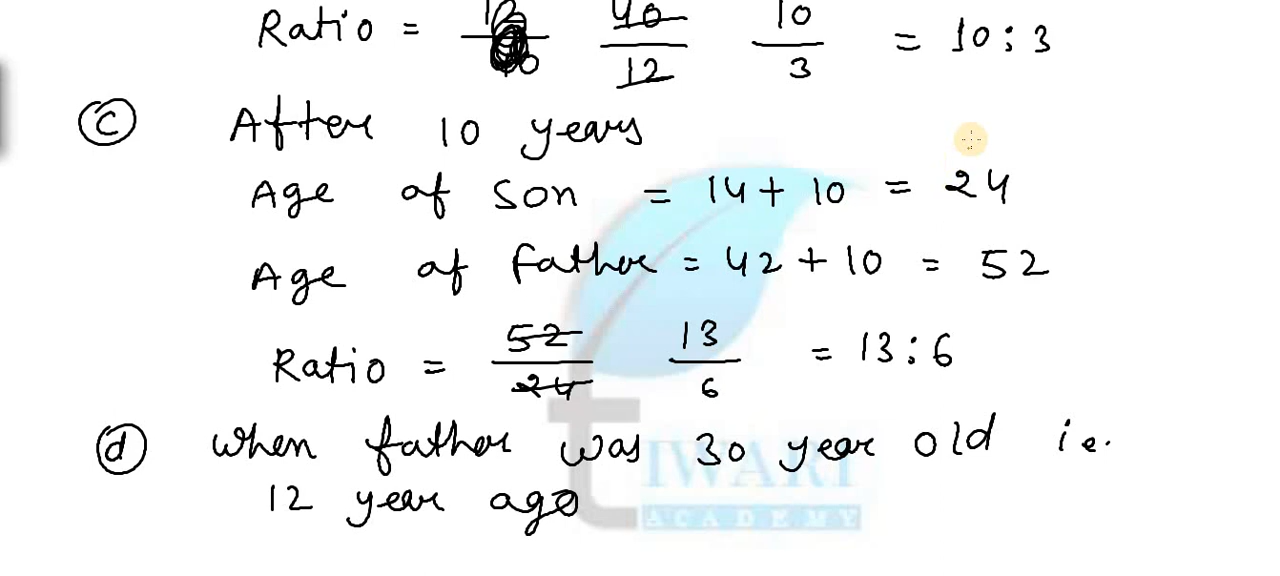 Ratio = 40/12 10/3 = 10:3
(c) After 10 years
Age of son = 14 + 10 = 24
Age of father = 42 + 10 = 52
Ratio = 52/24 13/6 = 13:6
(d) When father was 30 year old i.e.
12 year ago
TIWARI
ACADEMY